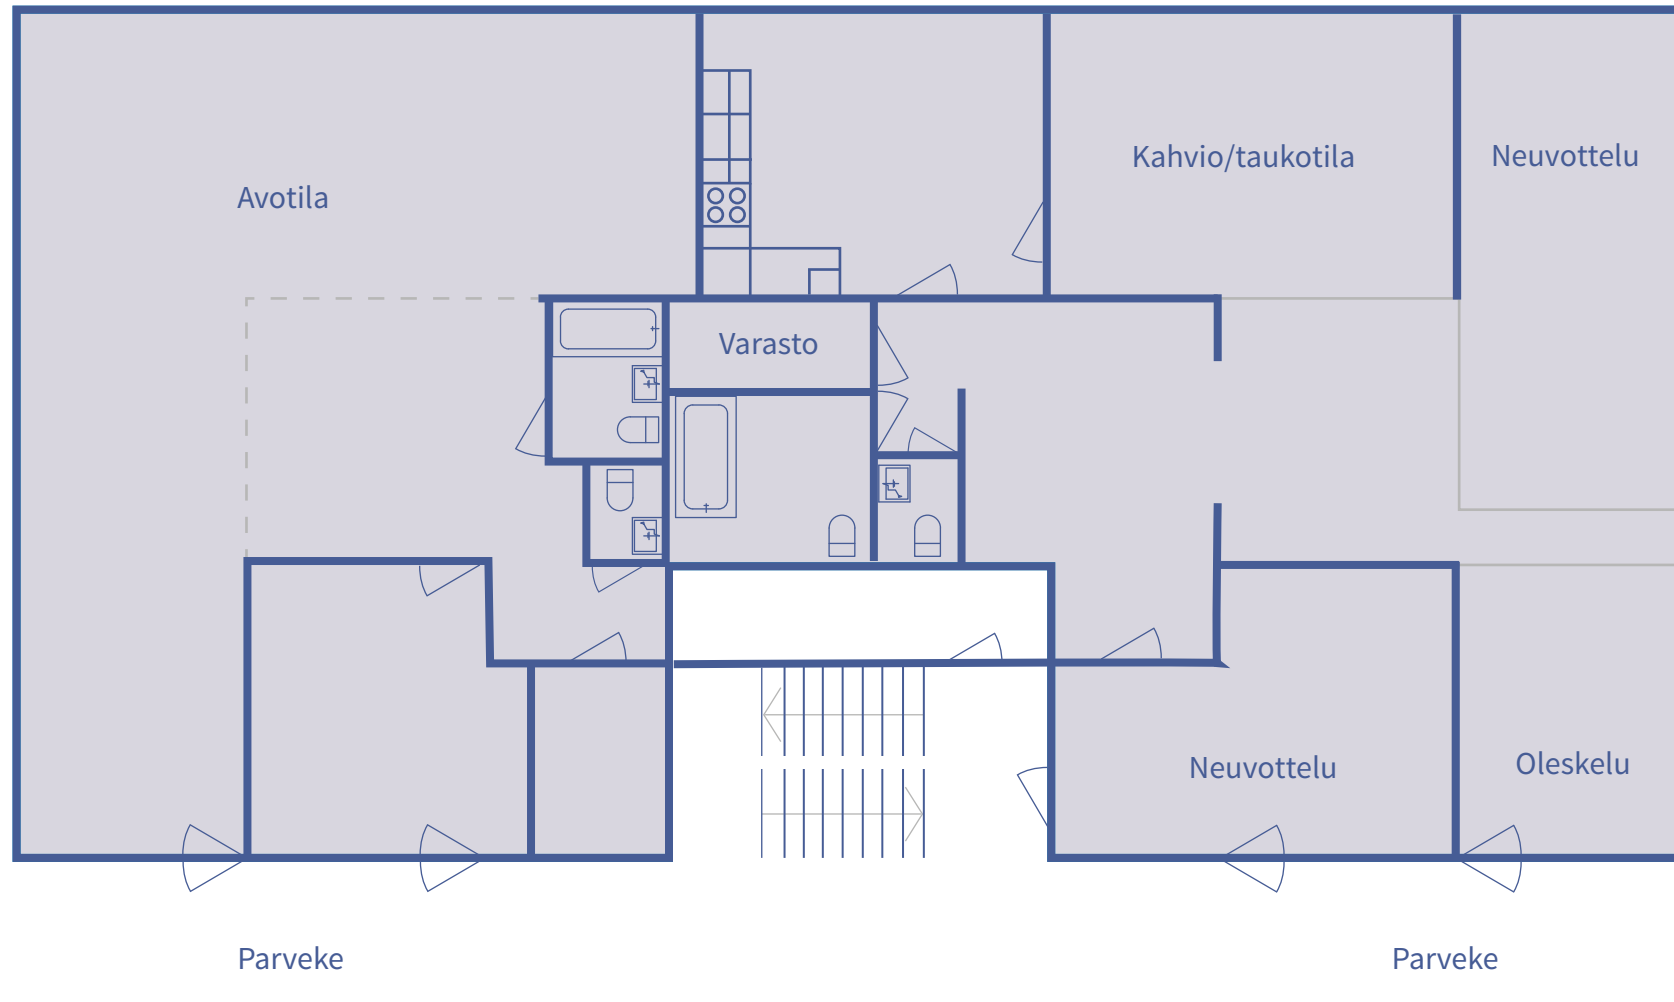 Avotila
Kahvio/taukotila
Neuvottelu
Varasto
Neuvottelu
Oleskelu
Parveke
Parveke